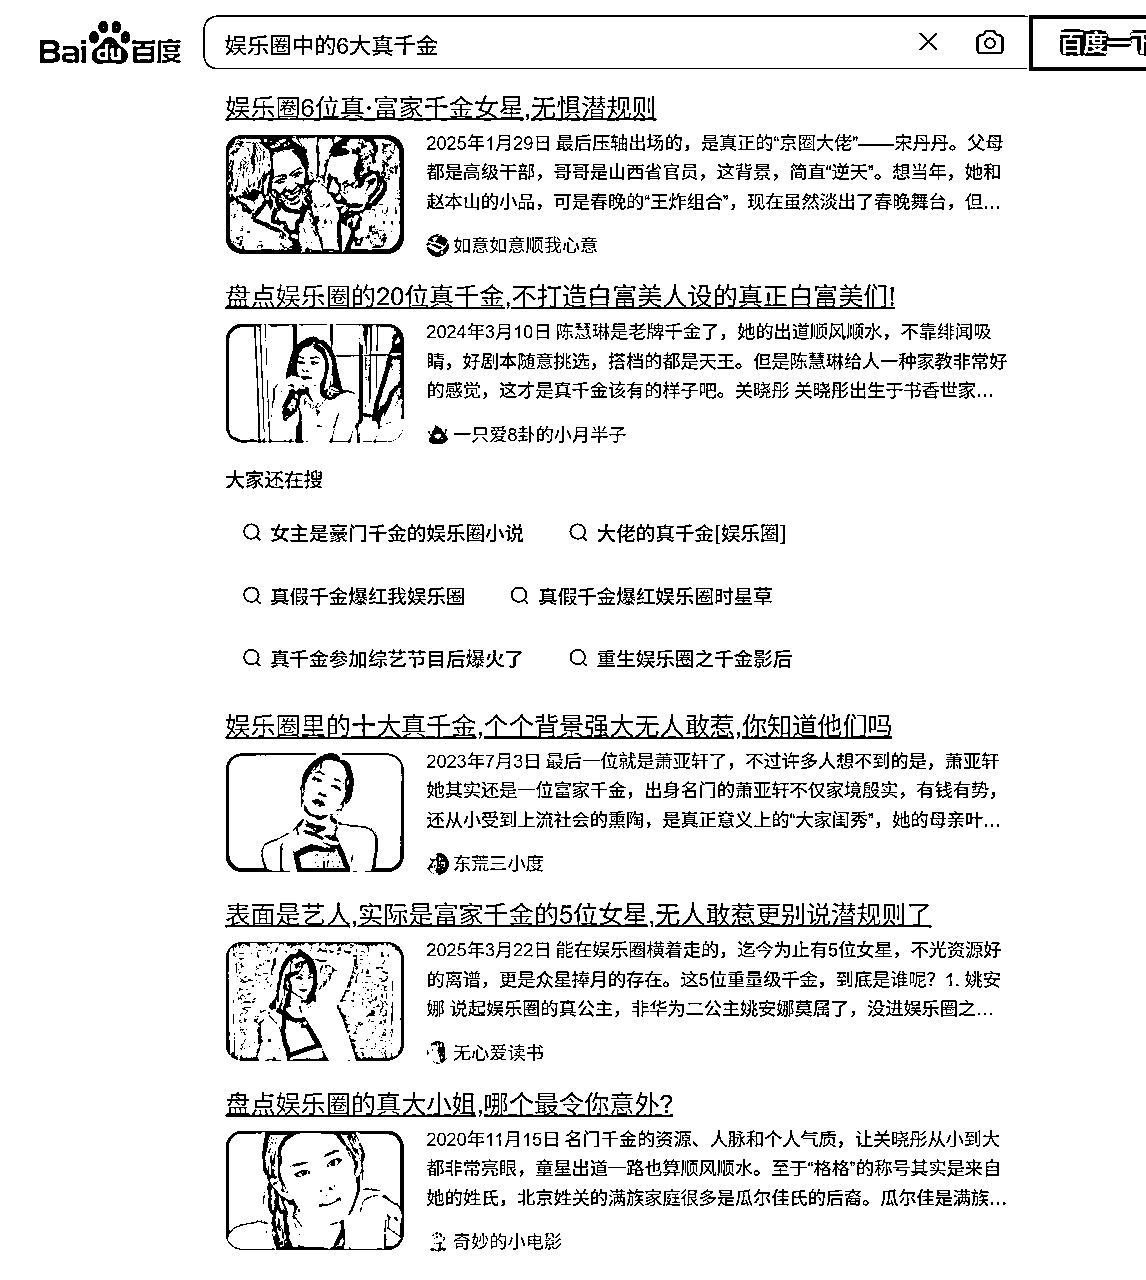 Bai du 百度
娱乐圈中的6大真千金
百度一下
娱乐圈6位真·富家千金女星,无惧潜规则
2025年1月29日 最后压轴出场的，是真正的“京圈大佬”——宋丹丹。父母
都是高级干部，哥哥是山西省官员，这背景，简直“逆天”。想当年，她和
赵本山的小品，可是春晚的“王炸组合”，现在虽然淡出了春晚舞台，但...
如意如意顺我心意
盘点娱乐圈的20位真千金,不打造白富美人设的真正白富美们!
2024年3月10日 陈慧琳是老牌千金了，她的出道顺风顺水，不靠绯闻吸
睛，好剧本随意挑选，搭档的都是天王。但是陈慧琳给人一种家教非常好
的感觉，这才是真千金该有的样子吧。关晓彤 关晓彤出生于书香世家...
一只爱8卦的小月半子
大家还在搜
女主是豪门千金的娱乐圈小说 大佬的真千金[娱乐圈]
真假千金爆红我娱乐圈 真假千金爆红娱乐圈时星草
真千金参加综艺节目后爆火了 重生娱乐圈之千金影后
娱乐圈里的十大真千金,个个背景强大无人敢惹,你知道他们吗
2023年7月3日 最后一位就是萧亚轩了，不过许多人想不到的是，萧亚轩
她其实还是一位富家千金，出身名门的萧亚轩不仅家境殷实，有钱有势，
还从小受到上流社会的熏陶，是真正意义上的“大家闺秀”，她的母亲叶...
东荒三小度
表面是艺人,实际是富家千金的5位女星,无人敢惹更别说潜规则了
2025年3月22日 能在娱乐圈横着走的，迄今为止有5位女星，不光资源好
的离谱，更是众星捧月的存在。这5位重量级千金，到底是谁呢？1. 姚安
娜 说起娱乐圈的真公主，非华为二公主姚安娜莫属了，没进娱乐圈之...
无心爱读书
盘点娱乐圈的真大小姐,哪个最令你意外?
2020年11月15日 名门千金的资源、人脉和个人气质，让关晓彤从小到大
都非常亮眼，童星出道一路也算顺风顺水。至于“格格”的称号其实是来自
她的姓氏，北京姓关的满族家庭很多是瓜尔佳氏的后裔。瓜尔佳是满族...
奇妙的小电影